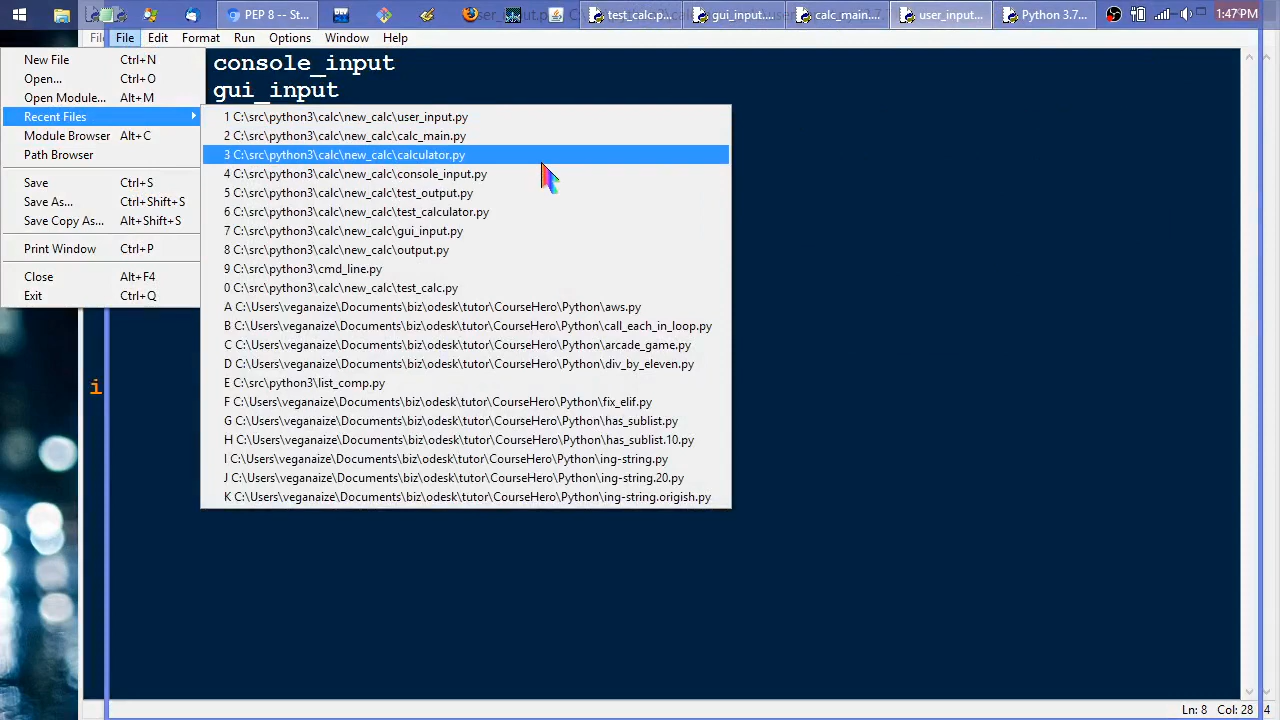 PEP 8 -- St...
test_calc.p...
gui_input....
calc_main....
user_input...
Python 3.7...
1:47PM
File
Edit
Format
Run
Options
Window
Help
console_input
gui_input
New File Ctrl+N
Open... Ctrl+O
Open Module... Alt+M
Recent Files
Module Browser Alt+C
Path Browser
Save Ctrl+S
Save As... Ctrl+Shift+S
Save Copy As... Alt+Shift+S
Print Window Ctrl+P
Close Alt+F4
Exit Ctrl+Q
1 C:\src\python3\calc\new_calc\user_input.py
2 C:\src\python3\calc\new_calc\calc_main.py
3 C:\src\python3\calc\new_calc\calculator.py
4 C:\src\python3\calc\new_calc\console_input.py
5 C:\src\python3\calc\new_calc\test_output.py
6 C:\src\python3\calc\new_calc\test_calculator.py
7 C:\src\python3\calc\new_calc\gui_input.py
8 C:\src\python3\calc\new_calc\output.py
9 C:\src\python3\cmd_line.py
0 C:\src\python3\calc\new_calc\test_calc.py
A C:\Users\veganaize\Documents\biz\odesk\tutor\CourseHero\Python\aws.py
B C:\Users\veganaize\Documents\biz\odesk\tutor\CourseHero\Python\call_each_in_loop.py
C C:\Users\veganaize\Documents\biz\odesk\tutor\CourseHero\Python\arcade_game.py
D C:\Users\veganaize\Documents\biz\odesk\tutor\CourseHero\Python\div_by_eleven.py
E C:\src\python3\list_comp.py
F C:\Users\veganaize\Documents\biz\odesk\tutor\CourseHero\Python\fix_elif.py
G C:\Users\veganaize\Documents\biz\odesk\tutor\CourseHero\Python\has_sublist.py
H C:\Users\veganaize\Documents\biz\odesk\tutor\CourseHero\Python\has_sublist.10.py
I C:\Users\veganaize\Documents\biz\odesk\tutor\CourseHero\Python\ing-string.py
J C:\Users\veganaize\Documents\biz\odesk\tutor\CourseHero\Python\ing-string.20.py
K C:\Users\veganaize\Documents\biz\odesk\tutor\CourseHero\Python\ing-string.origish.py
i
Ln: 8 Col: 28
4